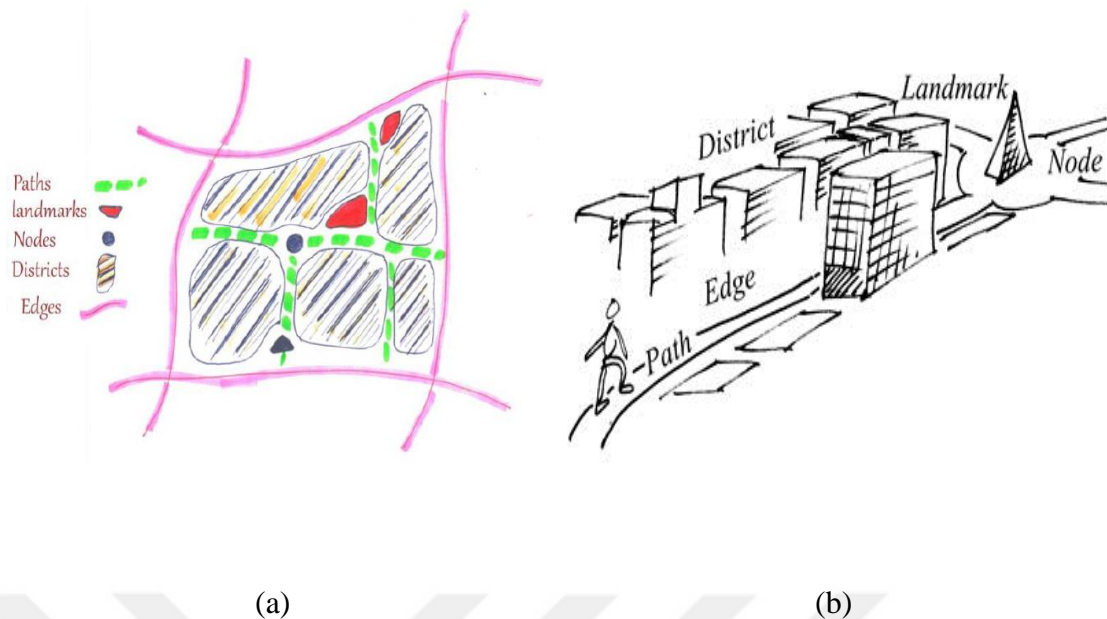 Paths
landmarks
Nodes
Districts
Edges
Landmark
District
Node
Edge
Path
(a)
(b)